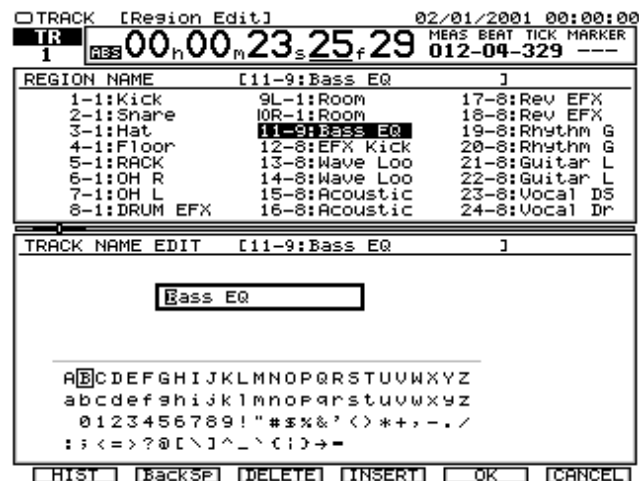 TRACK [Region Edit] 02/01/2001 00:00:00
TR 1 ABS 00h00m23s25f29 MEAS BEAT TICK MARKER
012-04-329 ---
REGION NAME [11-9:Bass EQ ]
1-1:Kick 9L-1:Room 17-8:Rev EFX
2-1:Snare 10R-1:Room 18-8:Rev EFX
3-1:Hat 11-9:Bass EQ 19-8:Rhythm G
4-1:Floor 12-8:EFX Kick 20-8:Rhythm G
5-1:RACK 13-8:Wave Loo 21-8:Guitar L
6-1:OH R 14-8:Wave Loo 22-8:Guitar L
7-1:OH L 15-8:Acoustic 23-8:Vocal DS
8-1:DRUM EFX 16-8:Acoustic 24-8:Vocal Dr
TRACK NAME EDIT [11-9:Bass EQ ]
Bass EQ
ABCDEFGHIJKLMNOPQRSTUVWXYZ
abcdefghijklmnopqrstuvwxyz
0123456789!"#$%&'()*+,-./
:;<=>?@[\]^_`{|}→-
HIST BackSP DELETE INSERT OK CANCEL